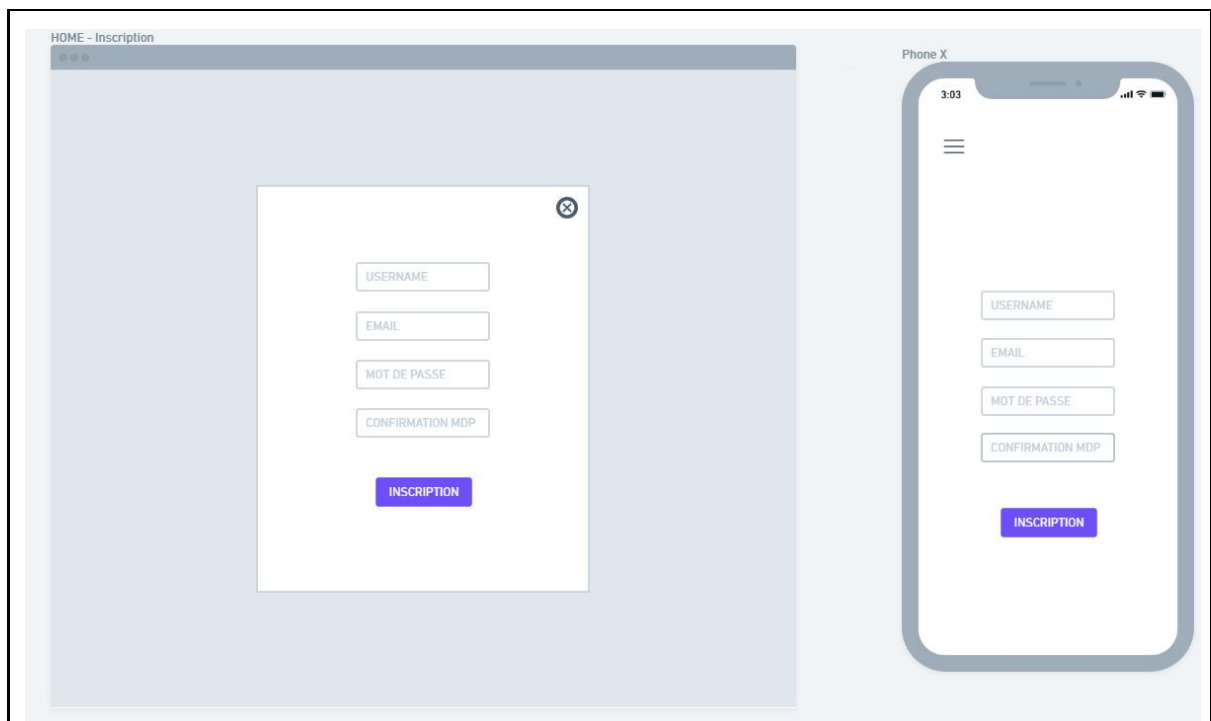 HOME - Inscription
USERNAME
EMAIL
MOT DE PASSE
CONFIRMATION MDP
INSCRIPTION
Phone X
3:03
USERNAME
EMAIL
MOT DE PASSE
CONFIRMATION MDP
INSCRIPTION